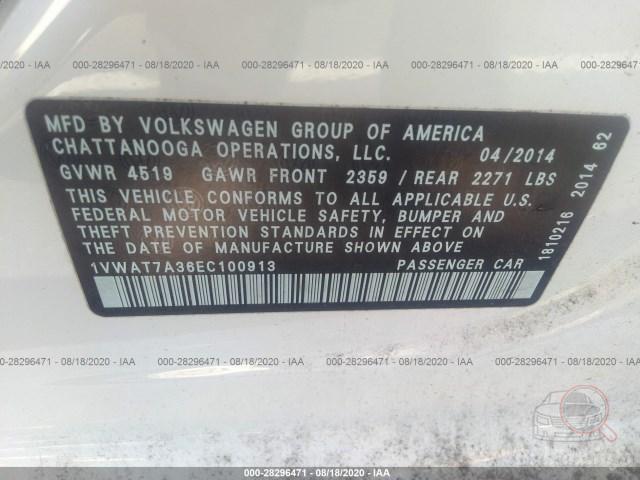 000-28296471 - 08/18/2020 - IAA
MFD BY VOLKSWAGEN GROUP OF AMERICA
CHATTANOOGA OPERATIONS, LLC. 04/2014
GVWR 4519 GAWR FRONT 2359 / REAR 2271 LBS
THIS VEHICLE CONFORMS TO ALL APPLICABLE U.S.
FEDERAL MOTOR VEHICLE SAFETY, BUMPER AND
THEFT PREVENTION STANDARDS IN EFFECT ON
THE DATE OF MANUFACTURE SHOWN ABOVE
1VWAT7A36EC100913 PASSENGER CAR
1810216 2014 62
000-28296471 - 08/18/2020 - IAA
000-28296471 - 08/18/2020 - IAA